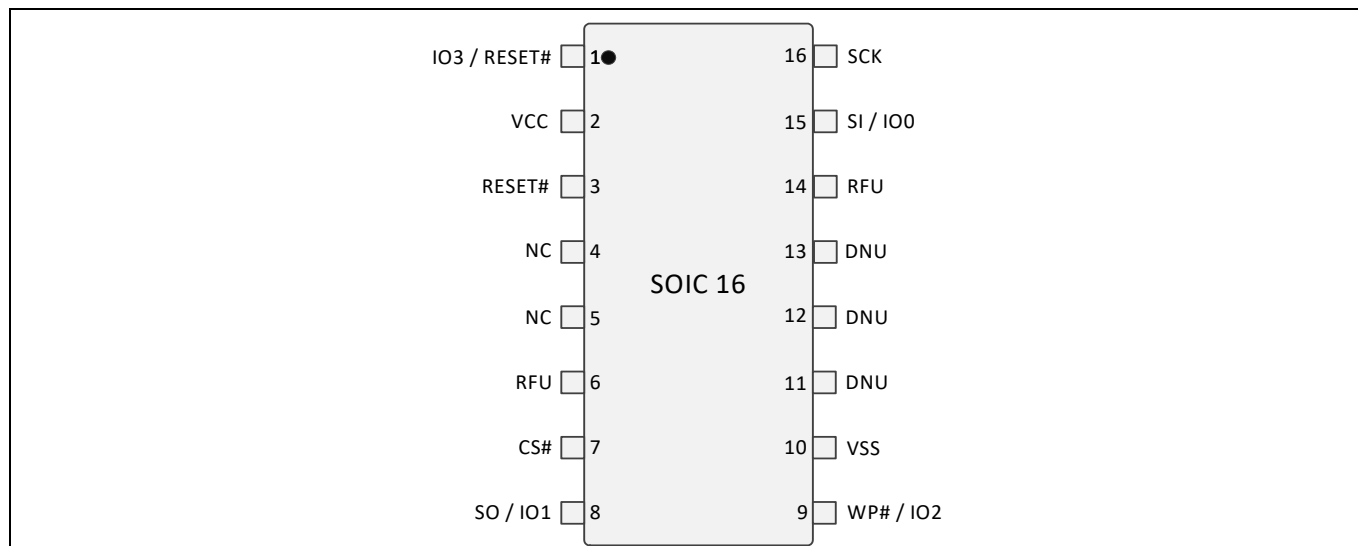 IO3 / RESET# 1 16 SCK
VCC 2 15 SI / IO0
RESET# 3 14 RFU
NC 4 13 DNU
SOIC 16
NC 5 12 DNU
RFU 6 11 DNU
CS# 7 10 VSS
SO / IO1 8 9 WP# / IO2